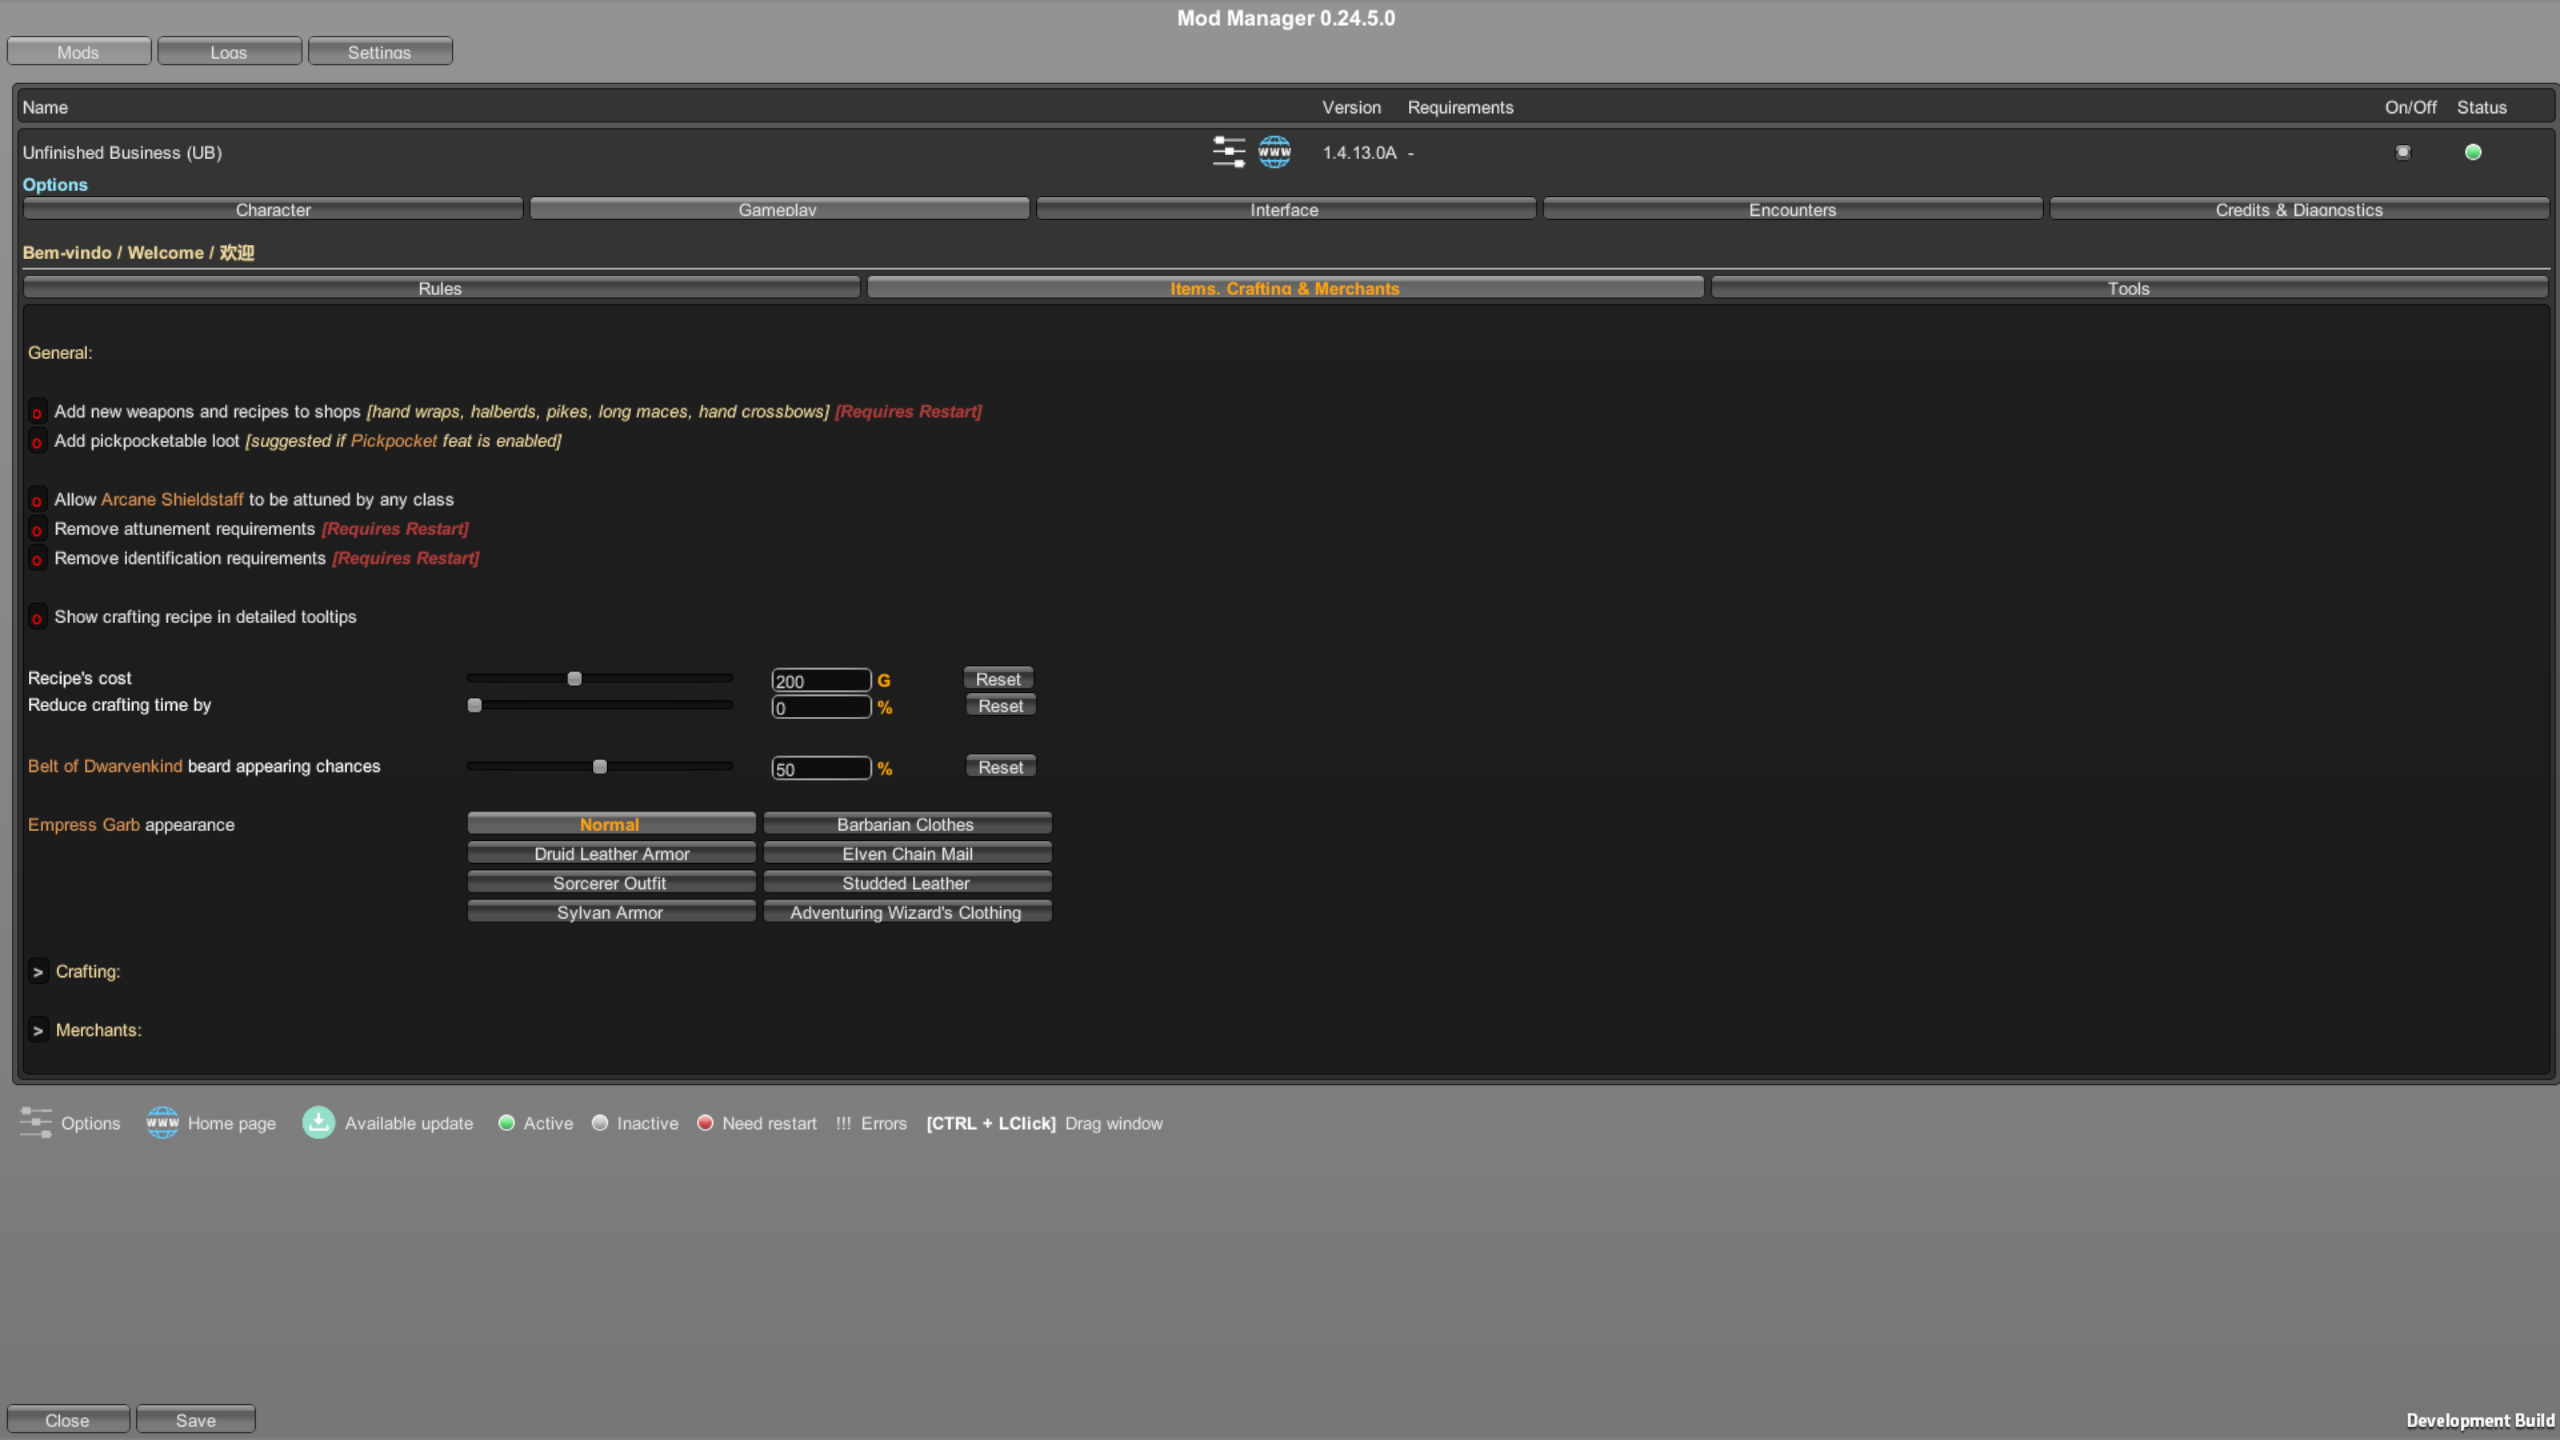 Mod Manager 0.24.5.0
Mods Logs Settings
Name Version Requirements On/Off Status
Unfinished Business (UB) www 1.4.13.0A -
Options
Character Gameplay Interface Encounters Credits & Diagnostics
Bem-vindo / Welcome / 欢迎
Rules Items, Crafting & Merchants Tools
General:
o Add new weapons and recipes to shops [hand wraps, halberds, pikes, long maces, hand crossbows] [Requires Restart]
o Add pickpocketable loot [suggested if Pickpocket feat is enabled]
o Allow Arcane Shieldstaff to be attuned by any class
o Remove attunement requirements [Requires Restart]
o Remove identification requirements [Requires Restart]
o Show crafting recipe in detailed tooltips
Recipe's cost 200 G Reset
Reduce crafting time by 0 % Reset
Belt of Dwarvenkind beard appearing chances 50 % Reset
Empress Garb appearance Normal Barbarian Clothes
Druid Leather Armor Elven Chain Mail
Sorcerer Outfit Studded Leather
Sylvan Armor Adventuring Wizard's Clothing
> Crafting:
> Merchants:
Options www Home page Available update Active Inactive Need restart !!! Errors [CTRL + LClick] Drag window
Close Save Development Build